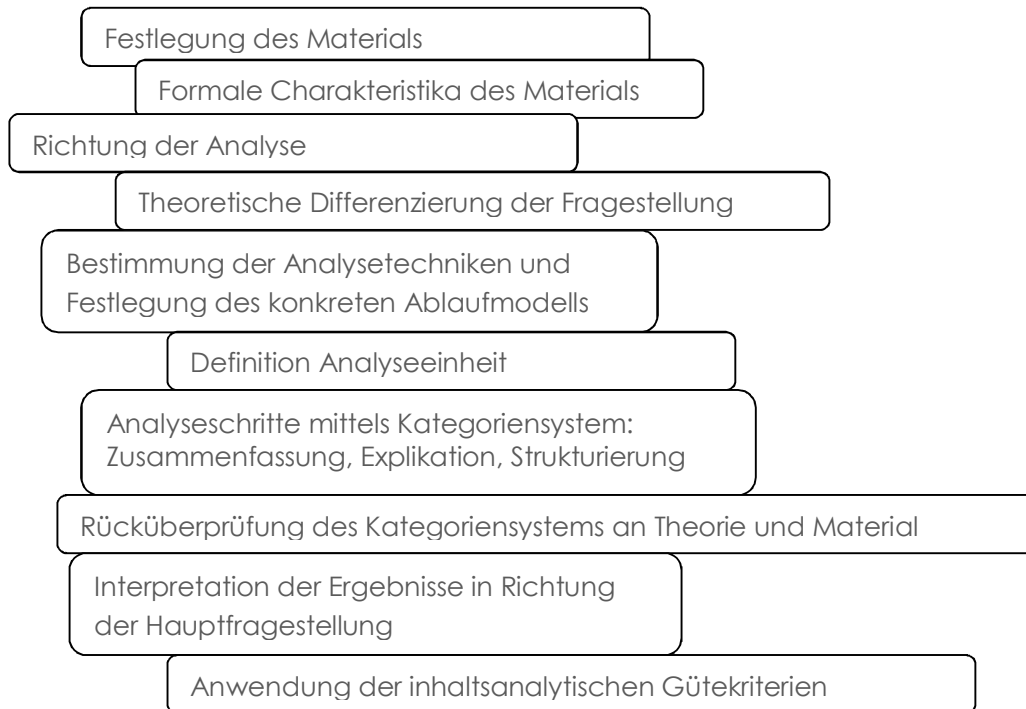 Festlegung des Materials
Formale Charakteristika des Materials
Richtung der Analyse
Theoretische Differenzierung der Fragestellung
Bestimmung der Analysetechniken und
Festlegung des konkreten Ablaufmodells
Definition Analyseeinheit
Analyseschritte mittels Kategoriensystem:
Zusammenfassung, Explikation, Strukturierung
Rücküberprüfung des Kategoriensystems an Theorie und Material
Interpretation der Ergebnisse in Richtung
der Hauptfragestellung
Anwendung der inhaltsanalytischen Gütekriterien